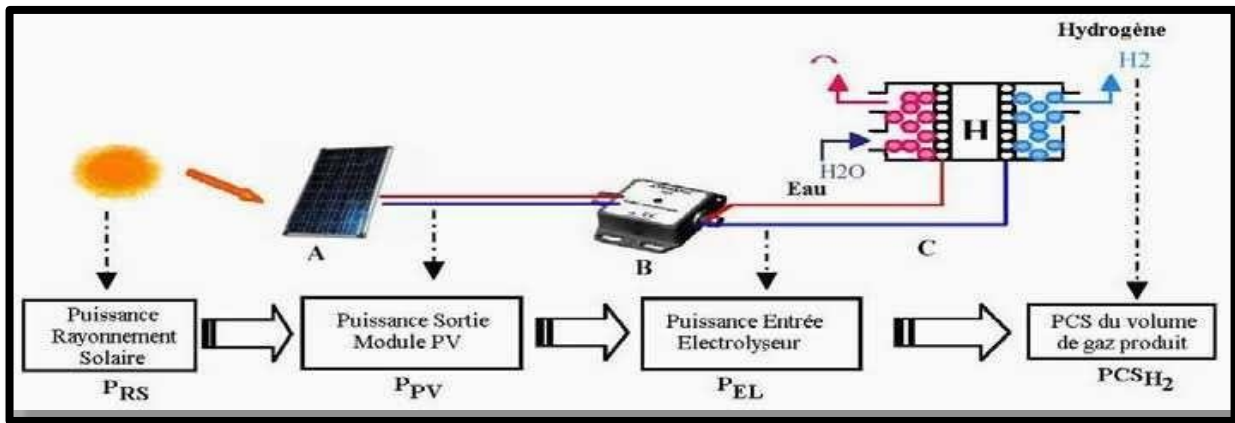 Hydrogène
H2
H
H2O
Eau
A
B
C
Puissance
Rayonnement
Solaire
PRS
Puissance Sortie
Module PV
PPV
Puissance Entrée
Electrolyseur
PEL
PCS du volume
de gaz produit
PCSH2